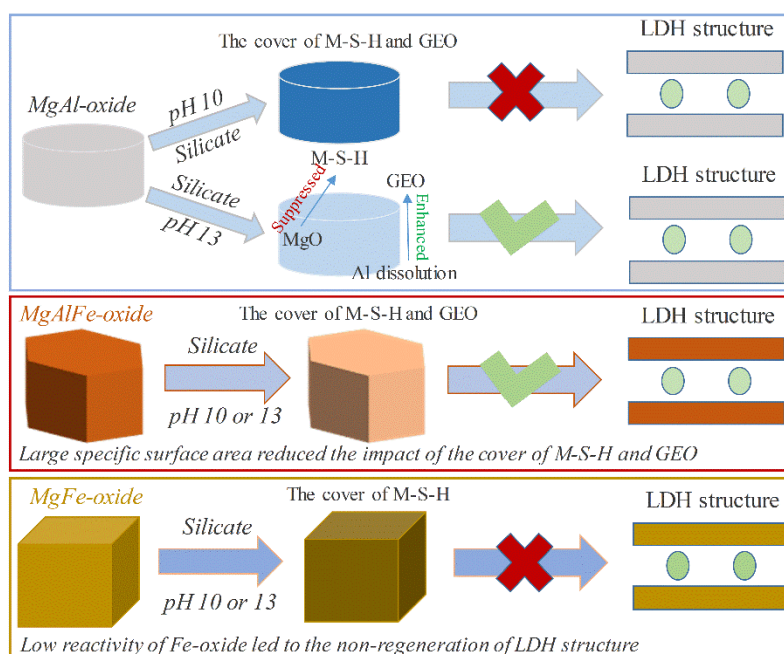 The cover of M-S-H and GEO
LDH structure
MgAl-oxide
pH 10
Silicate
M-S-H
Silicate
pH 13
Suppressed
MgO
GEO
Enhanced
Al dissolution
LDH structure
MgAlFe-oxide
The cover of M-S-H and GEO
LDH structure
Silicate
pH 10 or 13
Large specific surface area reduced the impact of the cover of M-S-H and GEO
MgFe-oxide
The cover of M-S-H
LDH structure
Silicate
pH 10 or 13
Low reactivity of Fe-oxide led to the non-regeneration of LDH structure